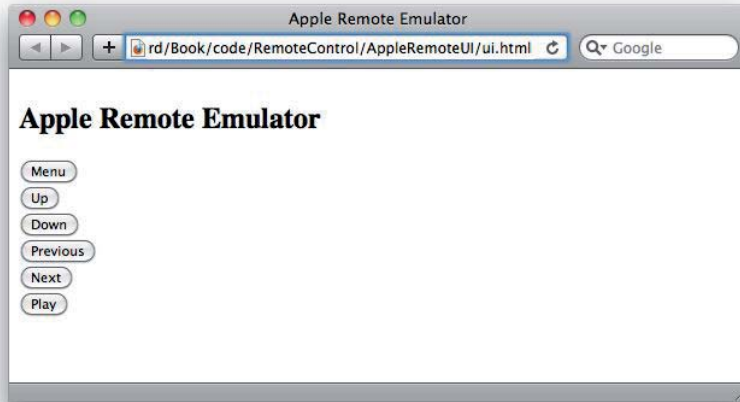 Apple Remote Emulator
+ rd/Book/code/RemoteControl/AppleRemoteUI/ui.html Google
Apple Remote Emulator
Menu
Up
Down
Previous
Next
Play